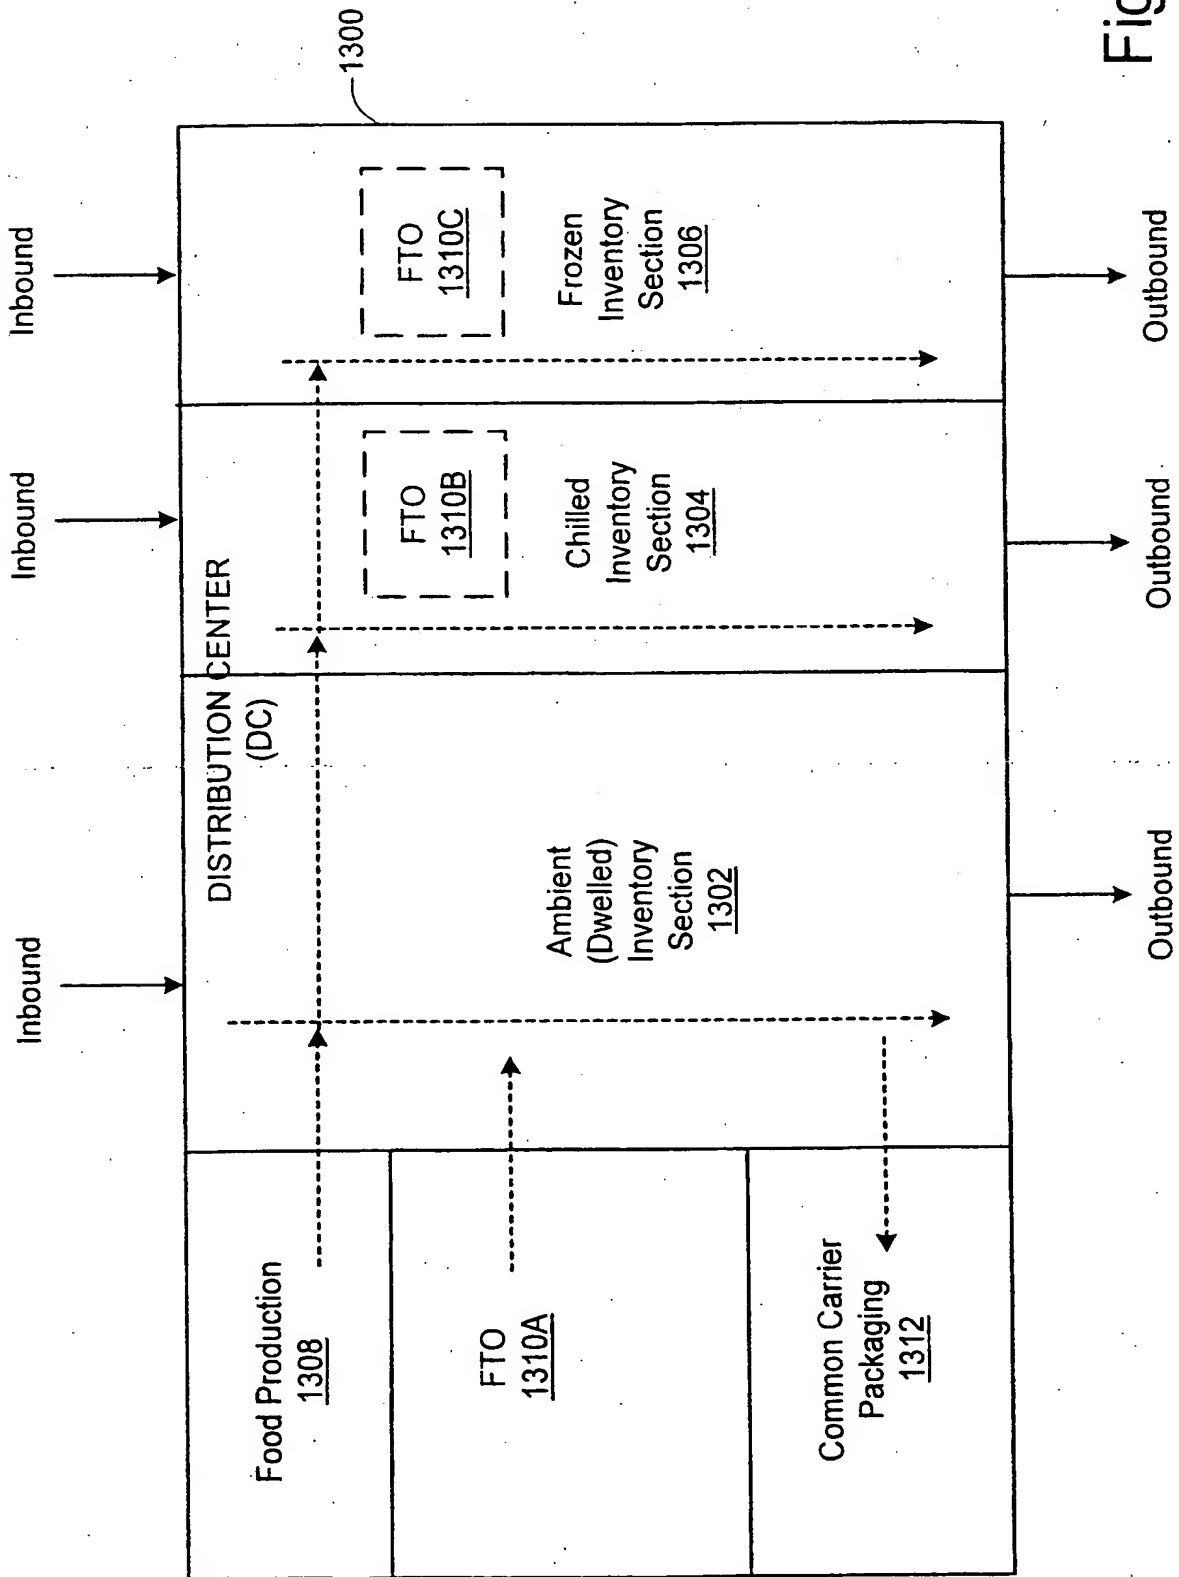 Inbound
Inbound
Inbound
1300
DISTRIBUTION CENTER
(DC)
Food Production
1308
FTO
1310A
Common Carrier
Packaging
1312
Ambient
(Dwelled)
Inventory
Section
1302
FTO
1310B
Chilled
Inventory
Section
1304
FTO
1310C
Frozen
Inventory
Section
1306
Outbound
Outbound
Outbound
Fig